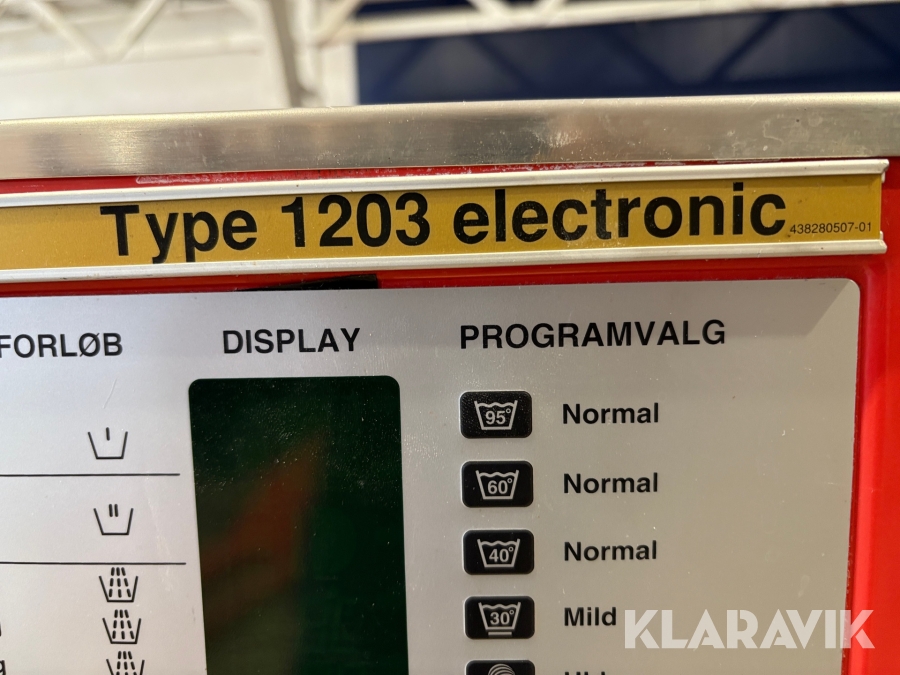 Type 1203 electronic
438280507-01
FORLØB
DISPLAY
PROGRAMVALG
95°
Normal
60°
Normal
40°
Normal
30°
Mild
KLARAVIK